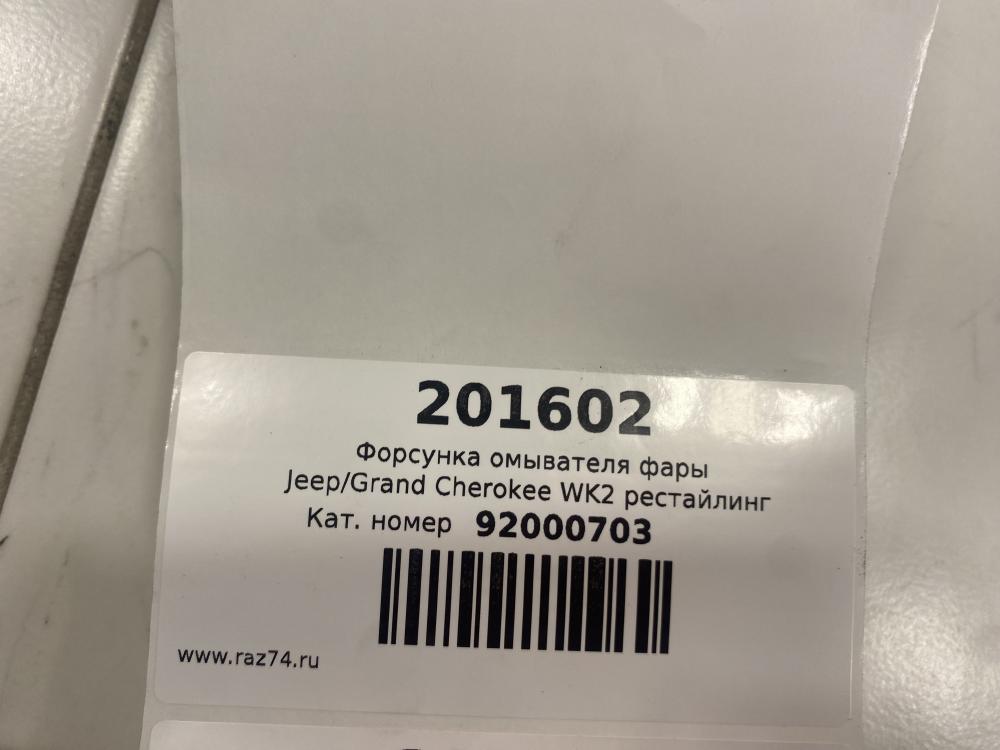 201602
Форсунка омывателя фары
Jeep/Grand Cherokee WK2 рестайлинг
Кат. номер 92000703
www.raz74.ru